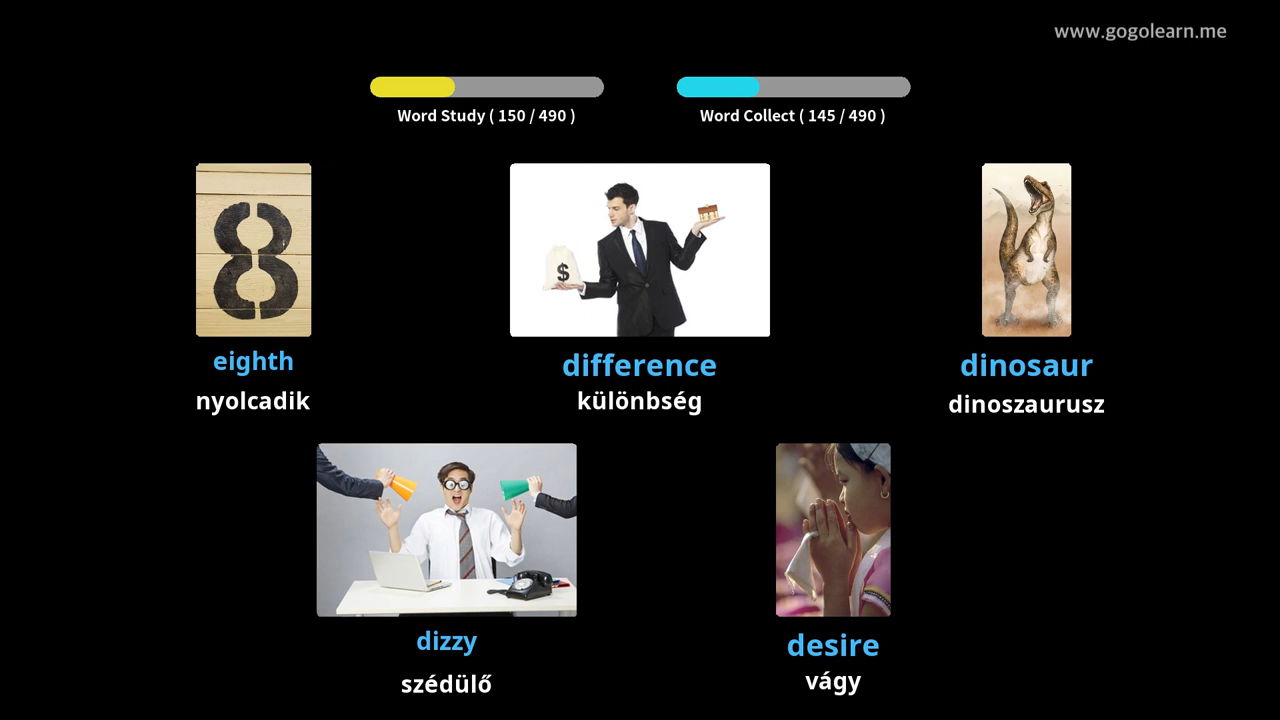 www.gogolearn.me
Word Study ( 150 / 490 )
Word Collect ( 145 / 490 )
8
$
eighth
nyolcadik
difference
különbség
dinosaur
dinoszaurusz
dizzy
szédülő
desire
vágy